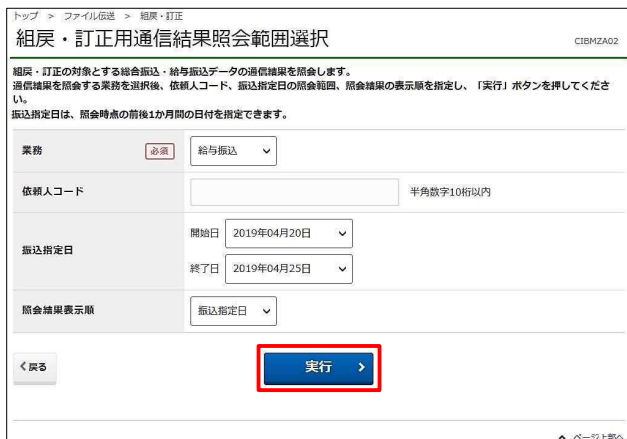 トップ > ファイル伝送 > 組戻・訂正
組戻・訂正用通信結果照会範囲選択
CIBMZA02
組戻・訂正の対象とする総合振込・給与振込データの通信結果を照会します。
通信結果を照会する業務を選択後、依頼人コード、振込指定日の照会範囲、照会結果の表示順を指定し、「実行」ボタンを押してくださ
い。
振込指定日は、照会時点の前後1か月間の日付を指定できます。
業務 必須 給与振込
依頼人コード 半角数字10桁以内
開始日 2019年04月20日
振込指定日
終了日 2019年04月25日
照会結果表示順 振込指定日
戻る 実行
ページ上部へ